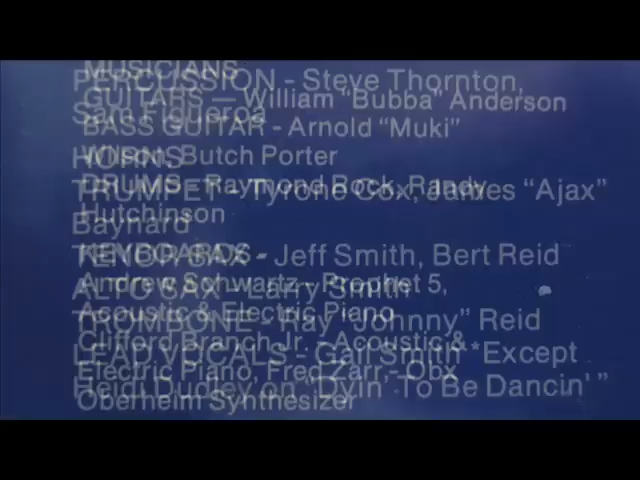 MUSICIANS
GUITARS — William "Bubba" Anderson
BASS GUITAR - Arnold "Muki"
Wilson, Butch Porter
DRUMS - Raymond Rock, Randy
Hutchinson
KEYBOARDS -
Andrew Schwartz - Prophet 5,
Acoustic & Electric Piano
Clifford Branch Jr. - Acoustic &
Electric Piano, Fred Zarr, - Obx
Oberheim Synthesizer
PERCUSSION - Steve Thornton,
Sam Figueroa
HORNS
TRUMPET - Tyrone Cox, James "Ajax"
Baynard
TENOR SAX - Jeff Smith, Bert Reid
ALTO SAX - Larry Smith
TROMBONE - Ray "Johnny" Reid
LEAD VOCALS - Gail Smith *Except
Heidi Dudley on "Dyin' To Be Dancin' "